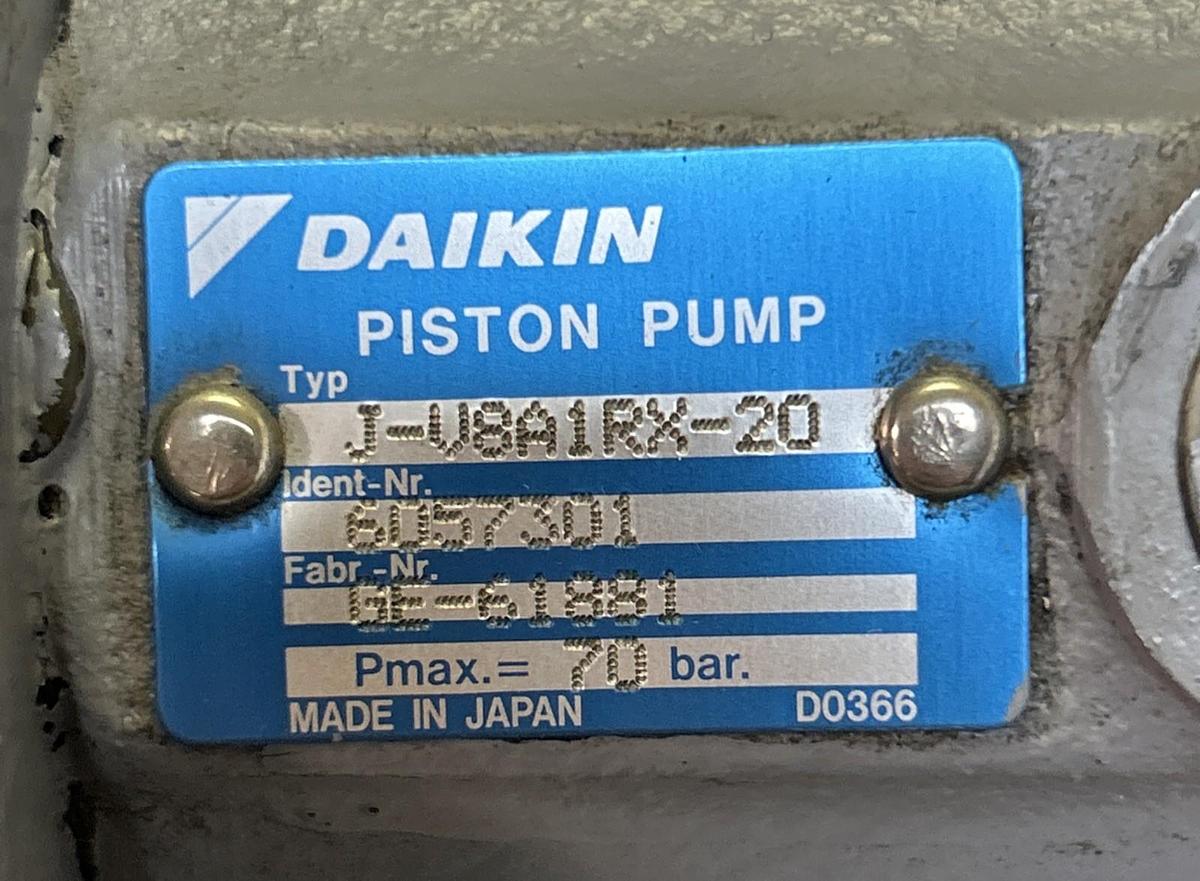 DAIKIN
PISTON PUMP
Typ
J-V8A1RX-20
Ident-Nr.
6057301
Fabr-Nr.
GE-61881
Pmax.= 70 bar.
MADE IN JAPAN D0366